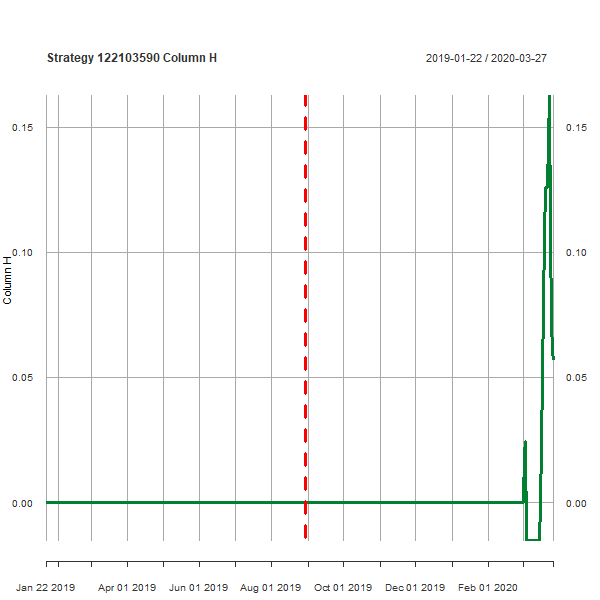 Strategy 122103590 Column H
2019-01-22 / 2020-03-27
0.15
0.15
0.10
0.10
Column H
0.05
0.05
0.00
0.00
Jan 22 2019
Apr 01 2019
Jun 01 2019
Aug 01 2019
Oct 01 2019
Dec 01 2019
Feb 01 2020